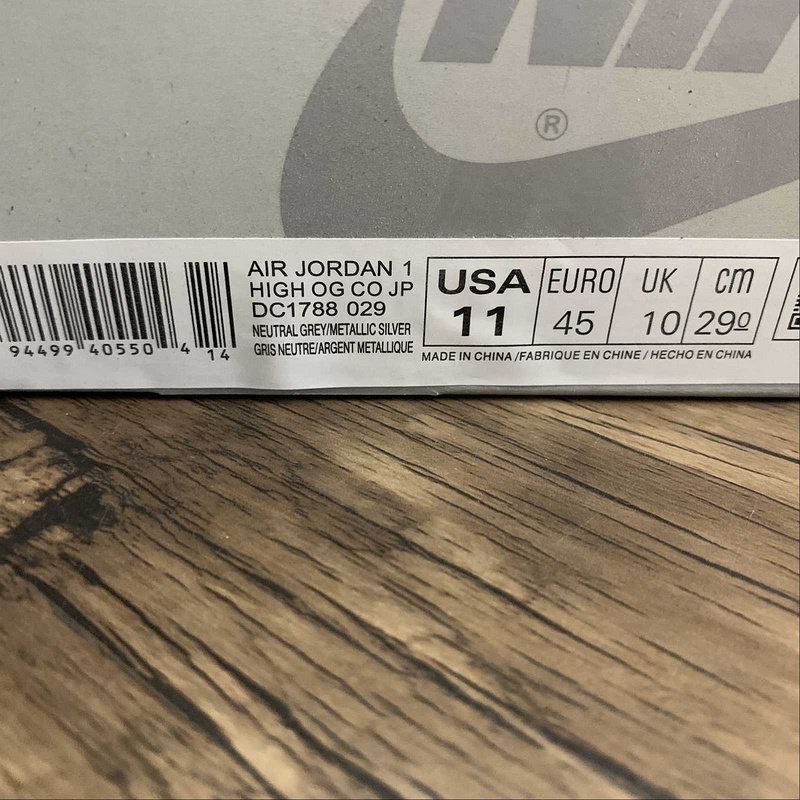 ®
AIR JORDAN 1
HIGH OG CO JP
DC1788 029
NEUTRAL GREY/METALLIC SILVER
GRIS NEUTRE/ARGENT METALLIQUE
94499 40550 4 14
USA EURO UK cm
11 45 10 29º
MADE IN CHINA /FABRIQUE EN CHINE / HECHO EN CHINA